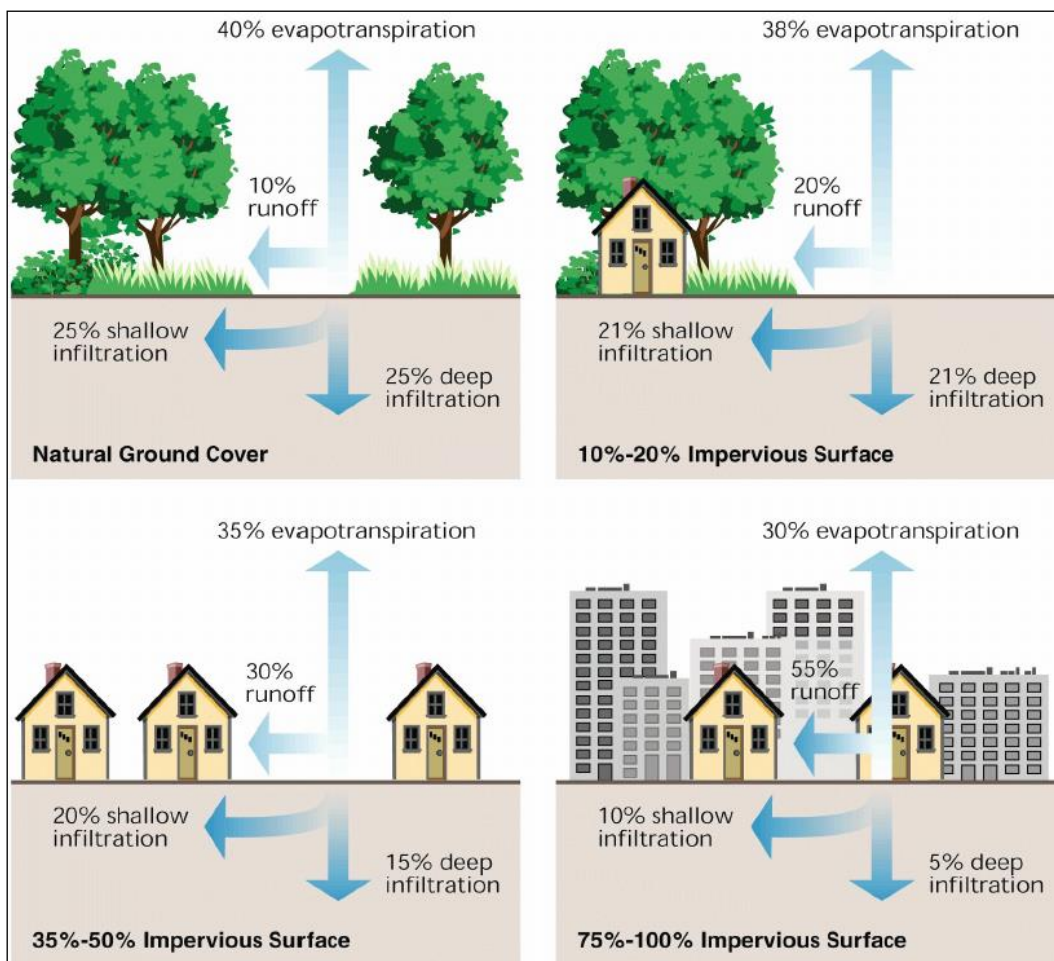 40% evapotranspiration
10%
runoff
25% shallow
infiltration
25% deep
infiltration
Natural Ground Cover
38% evapotranspiration
20%
runoff
21% shallow
infiltration
21% deep
infiltration
10%-20% Impervious Surface
35% evapotranspiration
30%
runoff
20% shallow
infiltration
15% deep
infiltration
35%-50% Impervious Surface
30% evapotranspiration
55%
runoff
10% shallow
infiltration
5% deep
infiltration
75%-100% Impervious Surface